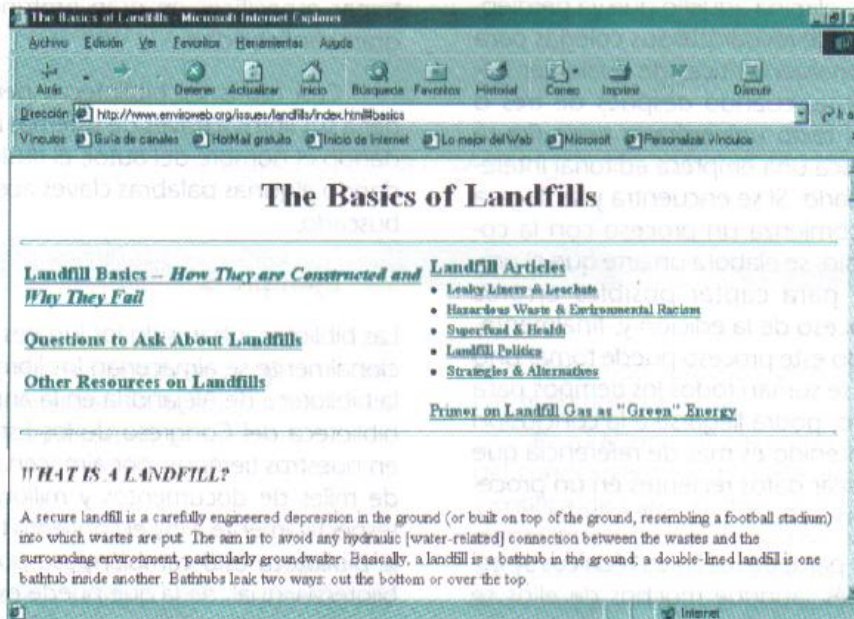 The Basics of Landfills - Microsoft Internet Explorer
Archivo Edición Ver Favoritos Herramientas Ayuda
Atrás Detener Actualizar Inicio Búsqueda Favoritos Historial Correo Imprimir Discutir
Dirección http://www.enviroweb.org/issues/landfills/index.html#basics
Vínculos Guía de canales HotMail gratuito Inicio de Internet Lo mejor del Web Microsoft Personalizar vínculos
The Basics of Landfills
Landfill Basics -- How They are Constructed and
Why They Fail
Questions to Ask About Landfills
Other Resources on Landfills
Landfill Articles
Leaky Liners & Leachate
Hazardous Waste & Environmental Racism
Superfund & Health
Landfill Politics
Strategies & Alternatives
Primer on Landfill Gas as "Green" Energy
WHAT IS A LANDFILL?
A secure landfill is a carefully engineered depression in the ground (or built on top of the ground, resembling a football stadium)
into which wastes are put. The aim is to avoid any hydraulic [water-related] connection between the wastes and the
surrounding environment, particularly groundwater. Basically, a landfill is a bathtub in the ground; a double-lined landfill is one
bathtub inside another. Bathtubs leak two ways: out the bottom or over the top.
Internet